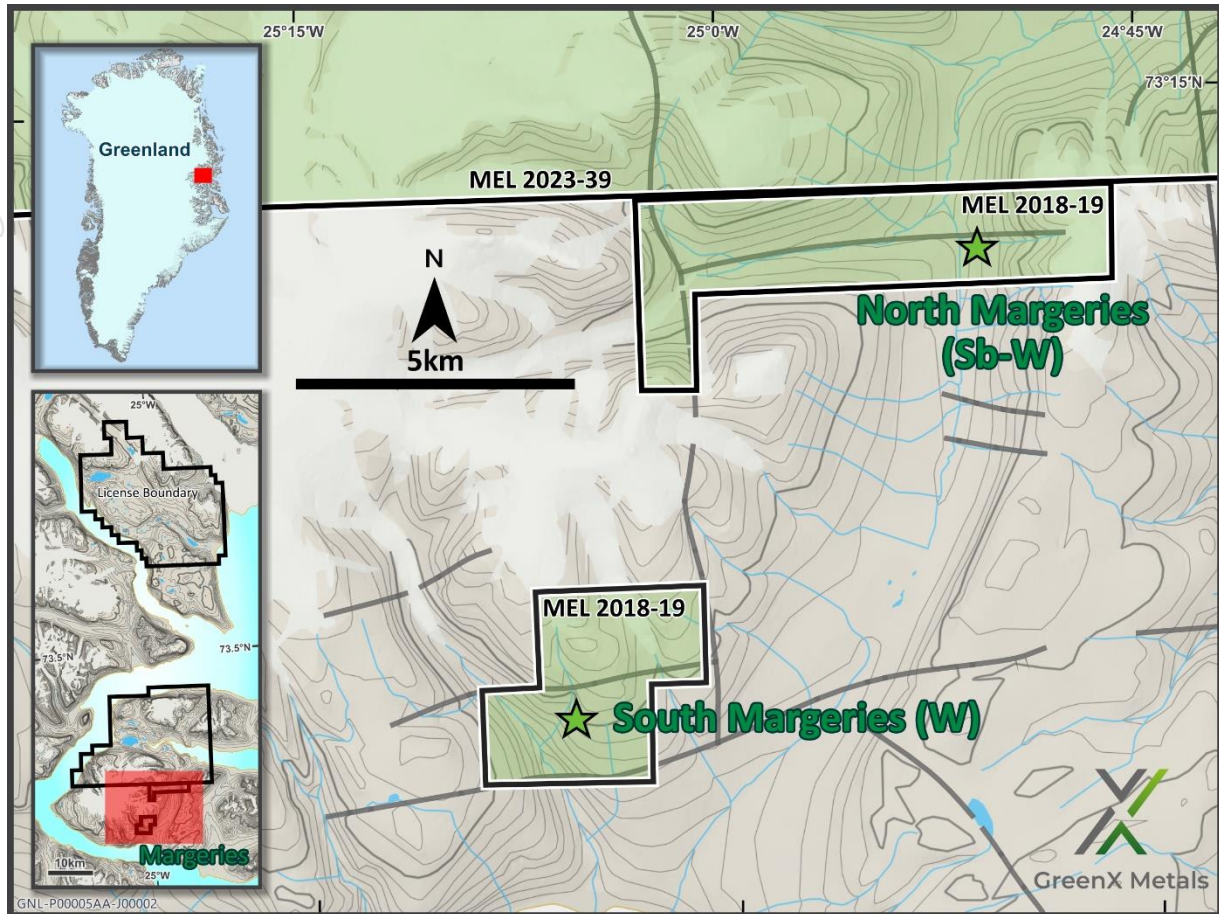 25°15'W
25°0'W
24°45'W
73°15'N
Greenland
MEL 2023-39
MEL 2018-19
N
5km
North Margeries
(Sb-W)
25°W
License Boundary
73.5°N
73.5°N
MEL 2018-19
South Margeries (W)
Margeries
10km
25°W
GreenX Metals
GNL-P00005AA-J00002